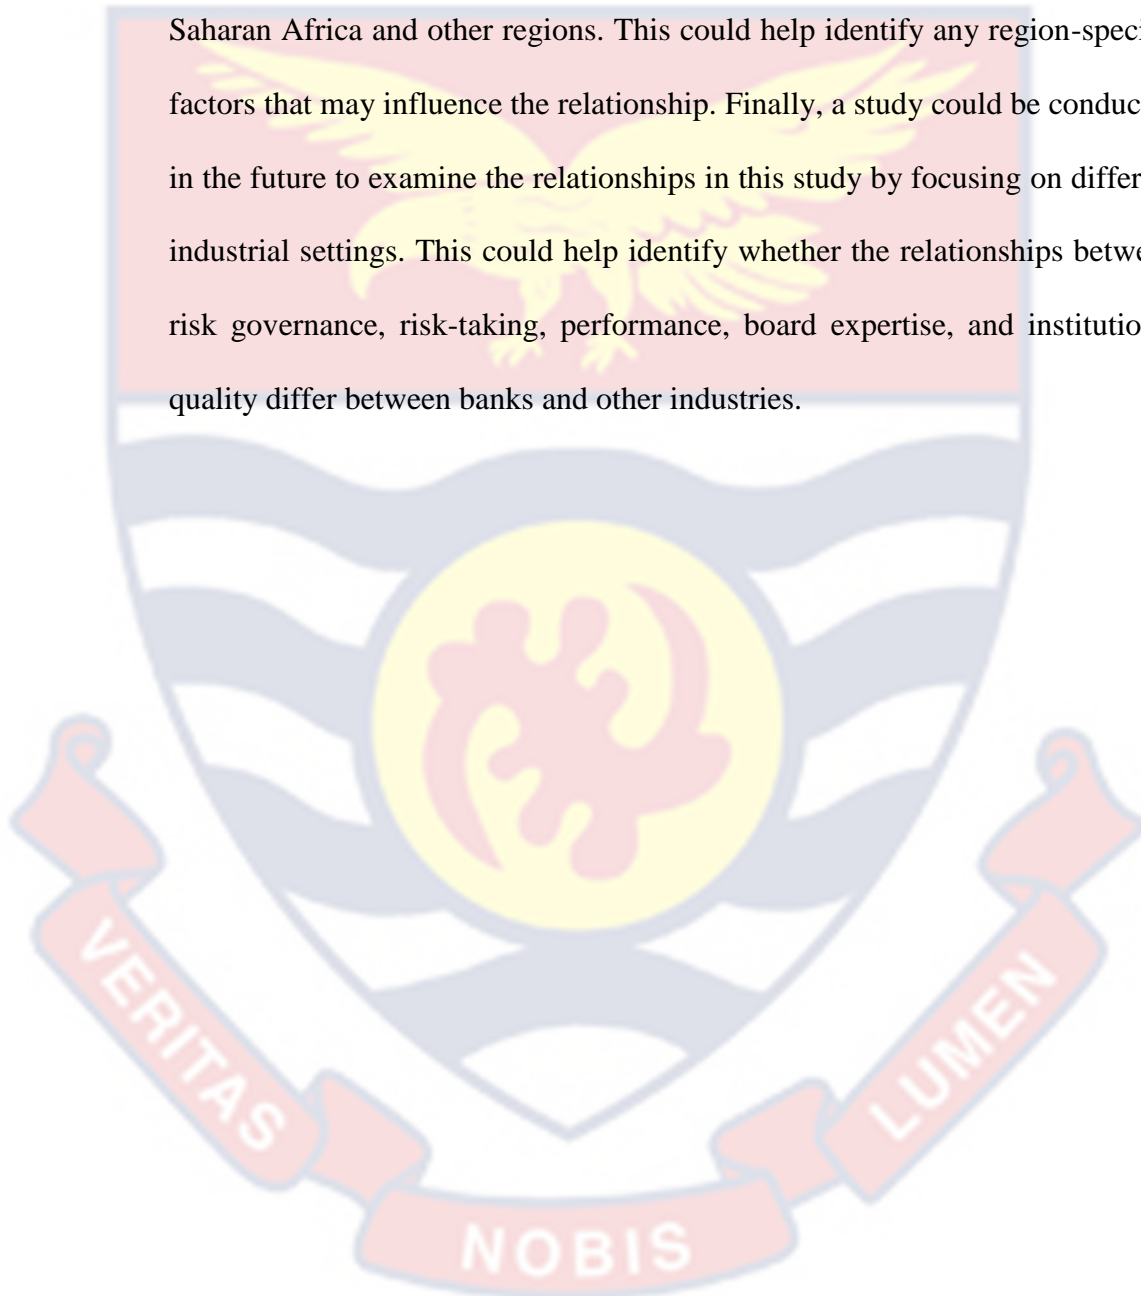 Saharan Africa and other regions. This could help identify any region-speci
factors that may influence the relationship. Finally, a study could be conduc
in the future to examine the relationships in this study by focusing on differ
industrial settings. This could help identify whether the relationships betwe
risk governance, risk-taking, performance, board expertise, and institutio
quality differ between banks and other industries.
VERITAS
NOBIS
LUMEN